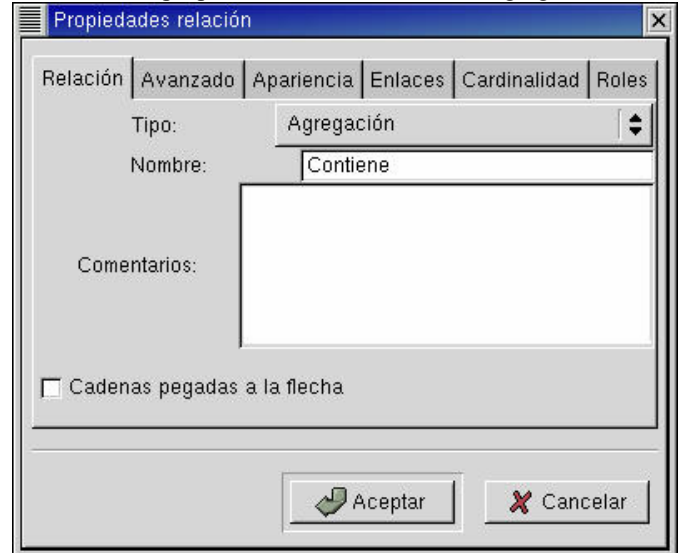 Propiedades relación
Relación Avanzado Apariencia Enlaces Cardinalidad Roles
Tipo: Agregación
Nombre: Contiene
Comentarios:
Cadenas pegadas a la flecha
Aceptar Cancelar